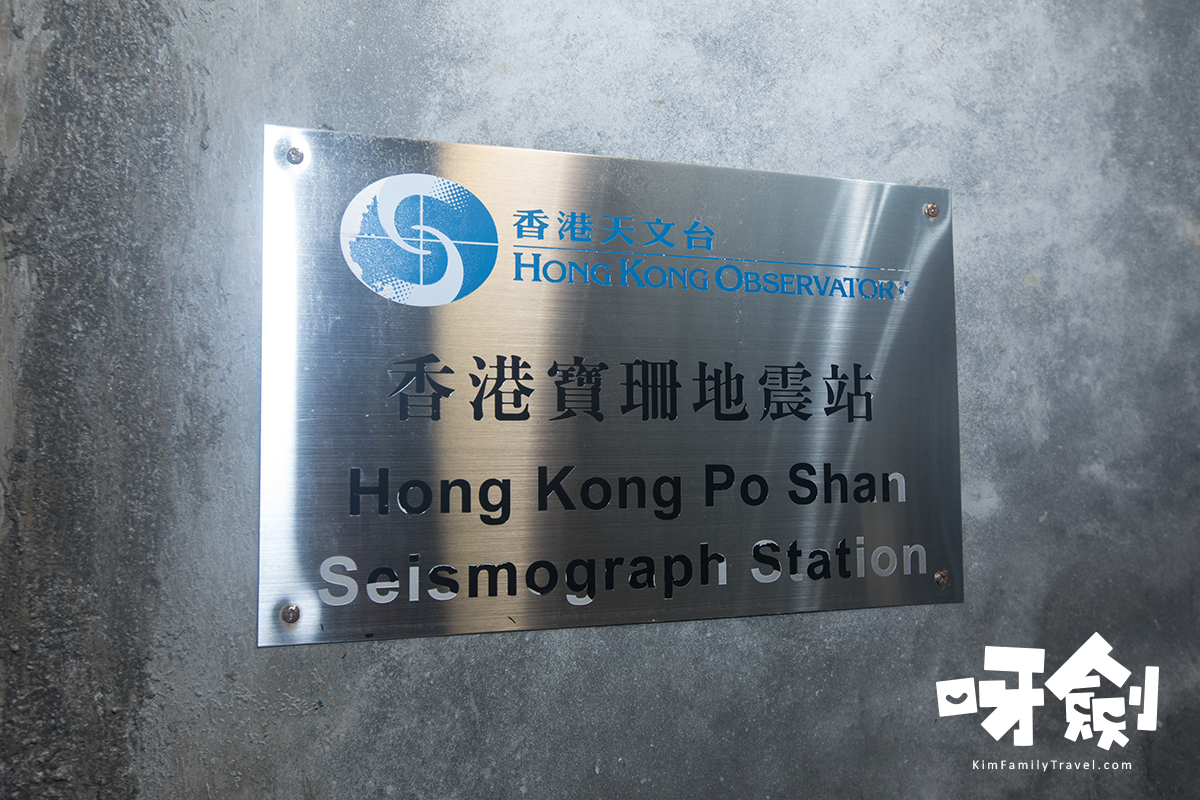 香港天文台
HONG KONG OBSERVATORY
香港寶珊地震站
Hong Kong Po Shan
Seismograph Station
呀劍
KimFamilyTravel.com